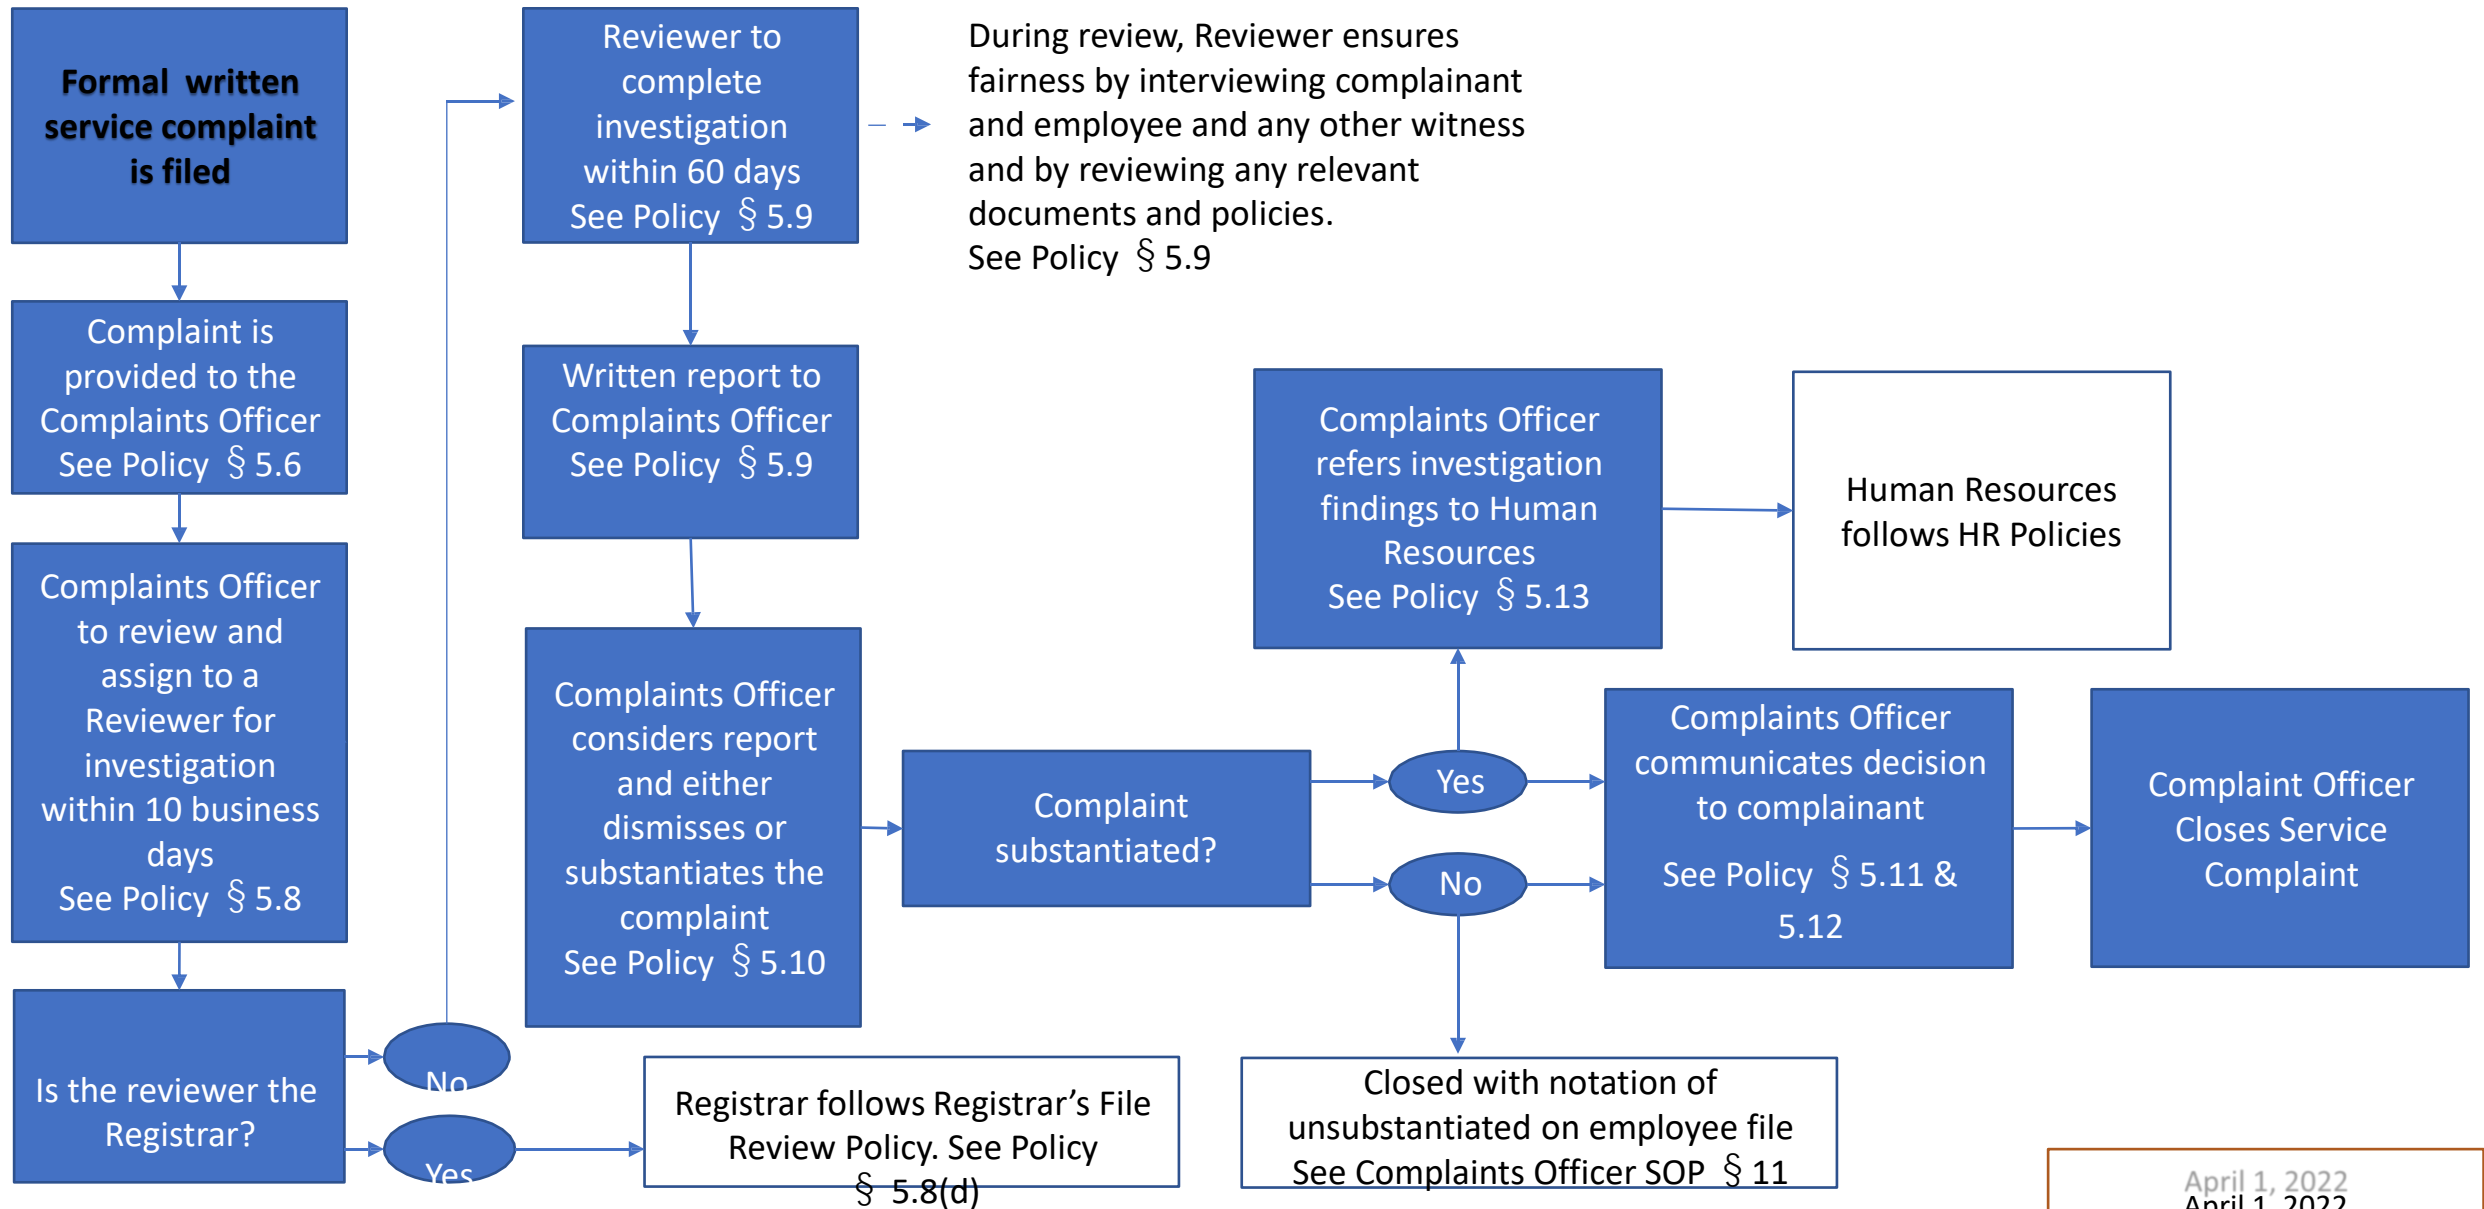 Formal  written
service complaint
is filed
Complaint is
provided to the
Complaints Officer
See Policy § 5.6
Complaints Officer
to review and
assign to a
Reviewer for
investigation
within 10 business
days
See Policy § 5.8
Is the reviewer the
Registrar?
No
Yes
Registrar follows Registrar’s File
Review Policy. See Policy
§ 5.8(d)
Reviewer to
complete
investigation
within 60 days
See Policy § 5.9
During review, Reviewer ensures
fairness by interviewing complainant
and employee and any other witness
and by reviewing any relevant
documents and policies.
See Policy § 5.9
Written report to
Complaints Officer
See Policy § 5.9
Complaints Officer
considers report
and either
dismisses or
substantiates the
complaint
See Policy § 5.10
Complaint
substantiated?
Yes
No
Complaints Officer
refers investigation
findings to Human
Resources
See Policy § 5.13
Human Resources
follows HR Policies
Complaints Officer
communicates decision
to complainant
See Policy § 5.11 &
5.12
Complaint Officer
Closes Service
Complaint
Closed with notation of
unsubstantiated on employee file
See Complaints Officer SOP § 11
April 1, 2022
April 1, 2022